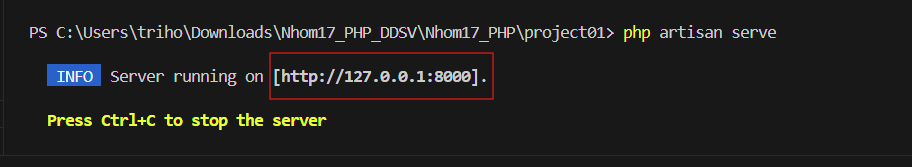 PS C:\Users\triho\Downloads\Nhom17_PHP_DDSV\Nhom17_PHP\project01> php artisan serve
INFO Server running on [http://127.0.0.1:8000].
Press Ctrl+C to stop the server